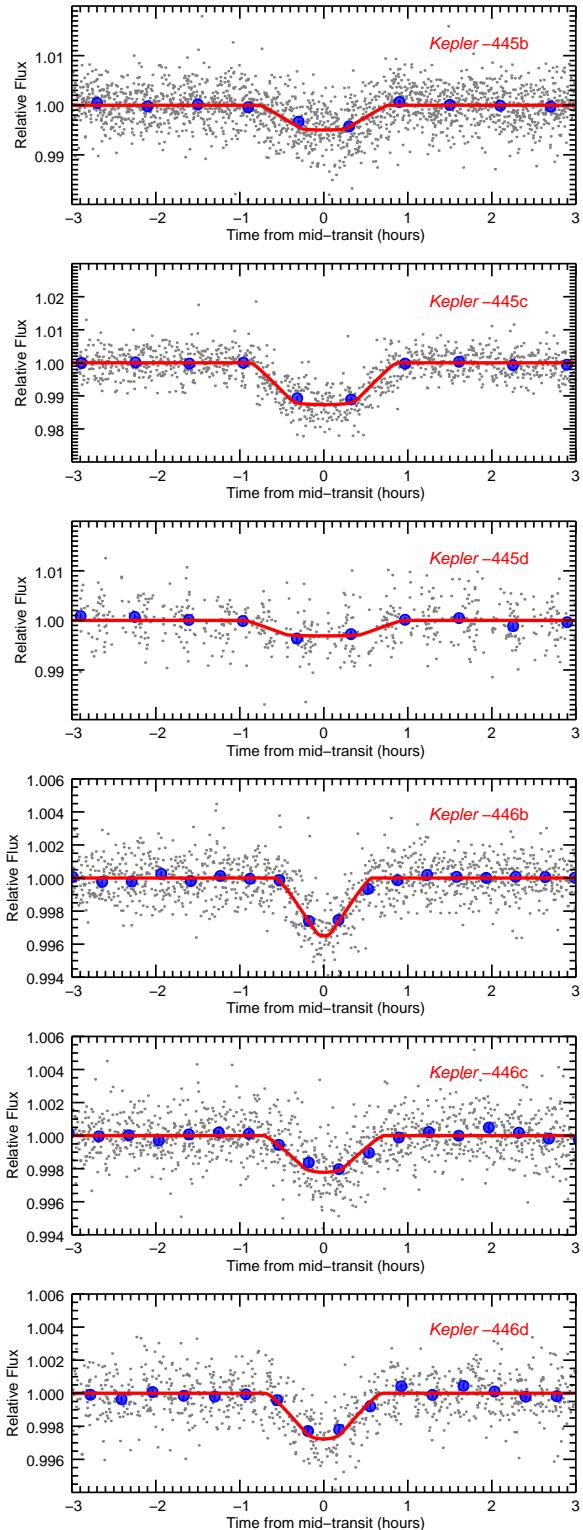 Kepler –445b
1.01
1.00
0.99
Relative Flux
–3 –2 –1 0 1 2 3
Time from mid–transit (hours)
Kepler –445c
1.02
1.01
1.00
0.99
0.98
Relative Flux
–3 –2 –1 0 1 2 3
Time from mid–transit (hours)
Kepler –445d
1.01
1.00
0.99
Relative Flux
–3 –2 –1 0 1 2 3
Time from mid–transit (hours)
1.006
Kepler –446b
1.004
1.002
1.000
0.998
0.996
0.994
Relative Flux
–3 –2 –1 0 1 2 3
Time from mid–transit (hours)
1.006
Kepler –446c
1.004
1.002
1.000
0.998
0.996
0.994
Relative Flux
–3 –2 –1 0 1 2 3
Time from mid–transit (hours)
1.006
Kepler –446d
1.004
1.002
1.000
0.998
0.996
Relative Flux
–3 –2 –1 0 1 2 3
Time from mid–transit (hours)